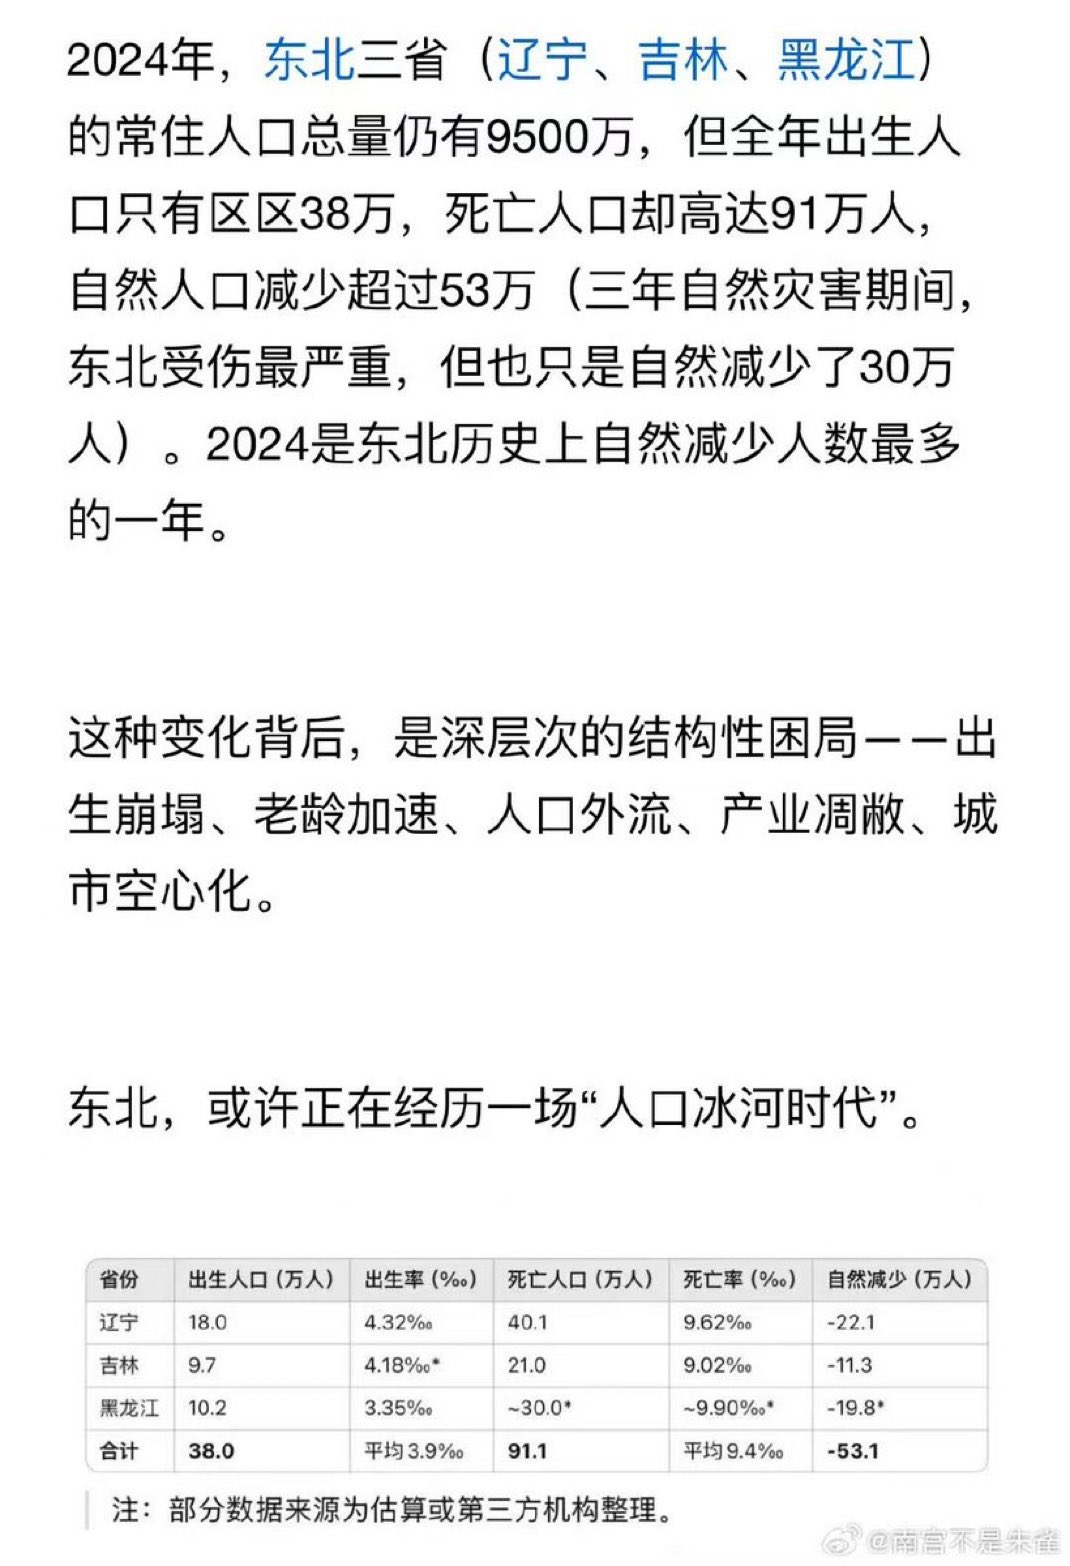 2024年，东北三省（辽宁、吉林、黑龙江）
的常住人口总量仍有9500万，但全年出生人
口只有区区38万，死亡人口却高达91万人，
自然人口减少超过53万（三年自然灾害期间，
东北受伤最严重，但也只是自然减少了30万
人）。2024是东北历史上自然减少人数最多
的一年。
这种变化背后，是深层次的结构性困局——出
生崩塌、老龄加速、人口外流、产业凋敝、城
市空心化。
东北，或许正在经历一场“人口冰河时代”。
省份 出生人口（万人） 出生率（‰） 死亡人口（万人） 死亡率（‰） 自然减少（万人）
辽宁 18.0 4.32‰ 40.1 9.62‰ -22.1
吉林 9.7 4.18‰* 21.0 9.02‰ -11.3
黑龙江 10.2 3.35‰ ~30.0* ~9.90‰* -19.8*
合计 38.0 平均3.9‰ 91.1 平均9.4‰ -53.1
注：部分数据来源为估算或第三方机构整理。
@南宫不是朱雀